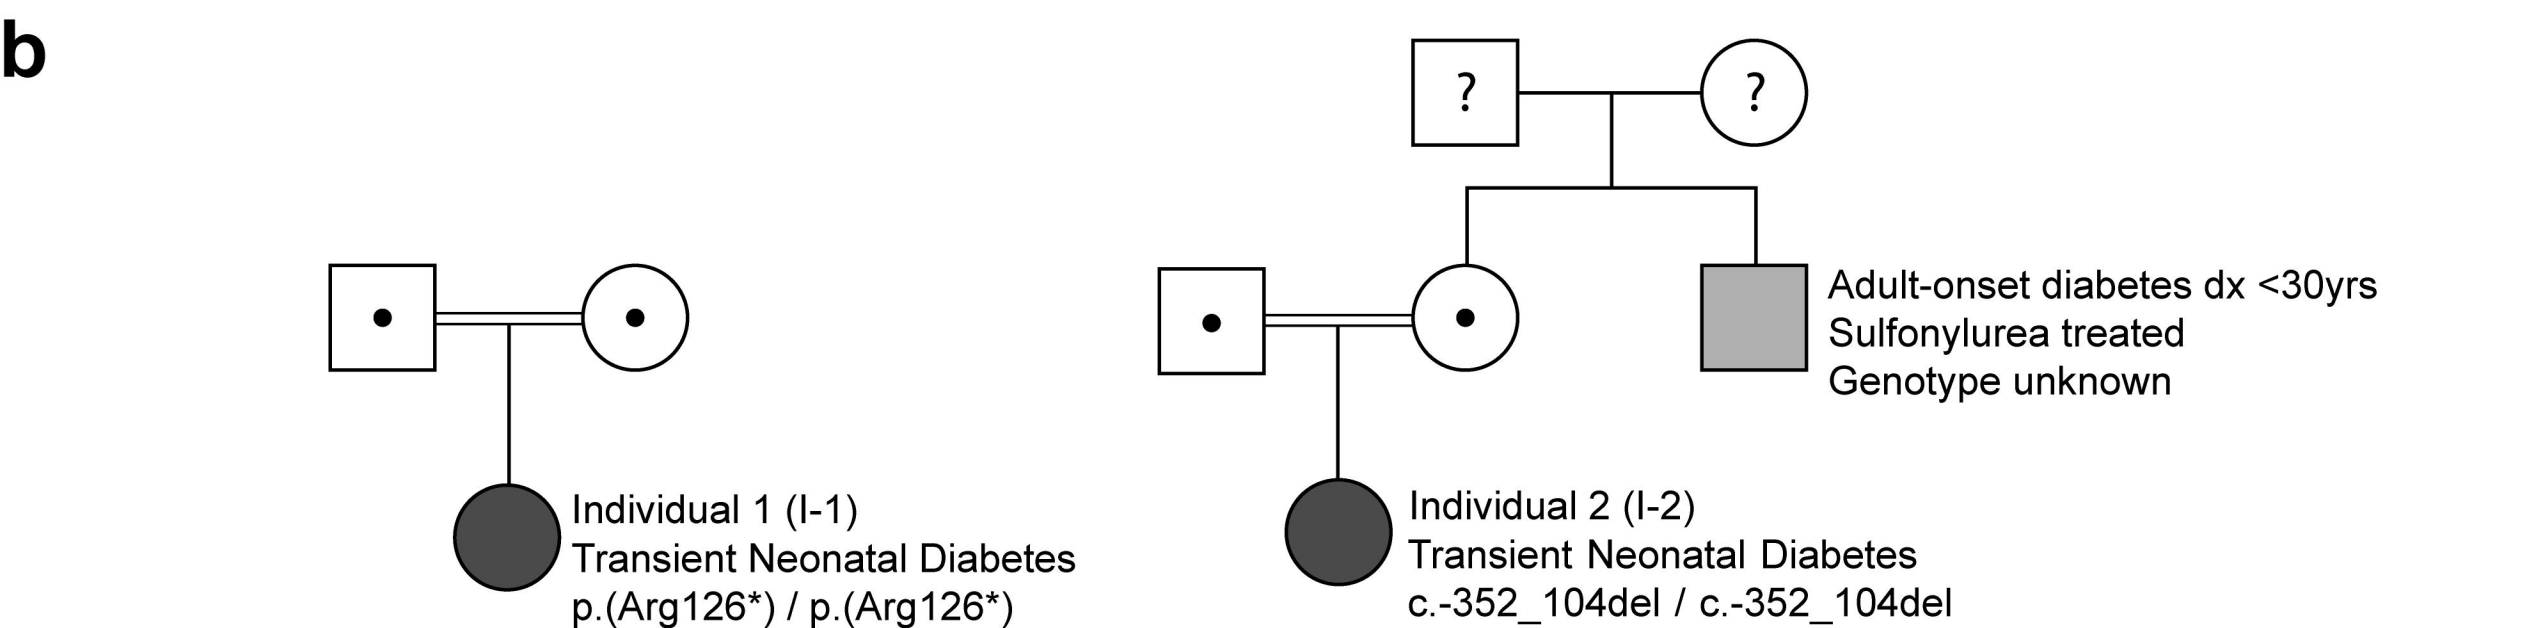 b
?
?
Adult-onset diabetes dx <30yrs
Sulfonylurea treated
Genotype unknown
Individual 1 (I-1)
Transient Neonatal Diabetes
p.(Arg126*) / p.(Arg126*)
Individual 2 (I-2)
Transient Neonatal Diabetes
c.-352_104del / c.-352_104del